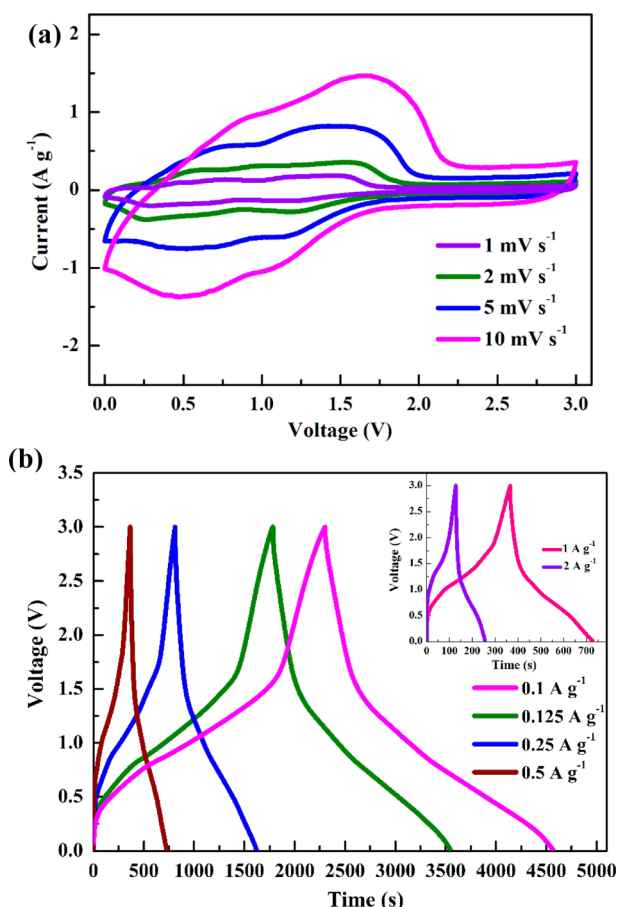 (a)
2
1
0
-1
-2
Current (A g⁻¹)
1 mV s⁻¹
2 mV s⁻¹
5 mV s⁻¹
10 mV s⁻¹
0.0 0.5 1.0 1.5 2.0 2.5 3.0
Voltage (V)
(b)
3.5
3.0
2.5
2.0
1.5
1.0
0.5
0.0
Voltage (V)
3.0
2.5
2.0
1.5
1.0
0.5
0.0
Voltage (V)
1 A g⁻¹
2 A g⁻¹
0 100 200 300 400 500 600 700
Time (s)
0.1 A g⁻¹
0.125 A g⁻¹
0.25 A g⁻¹
0.5 A g⁻¹
0 500 1000 1500 2000 2500 3000 3500 4000 4500 5000
Time (s)